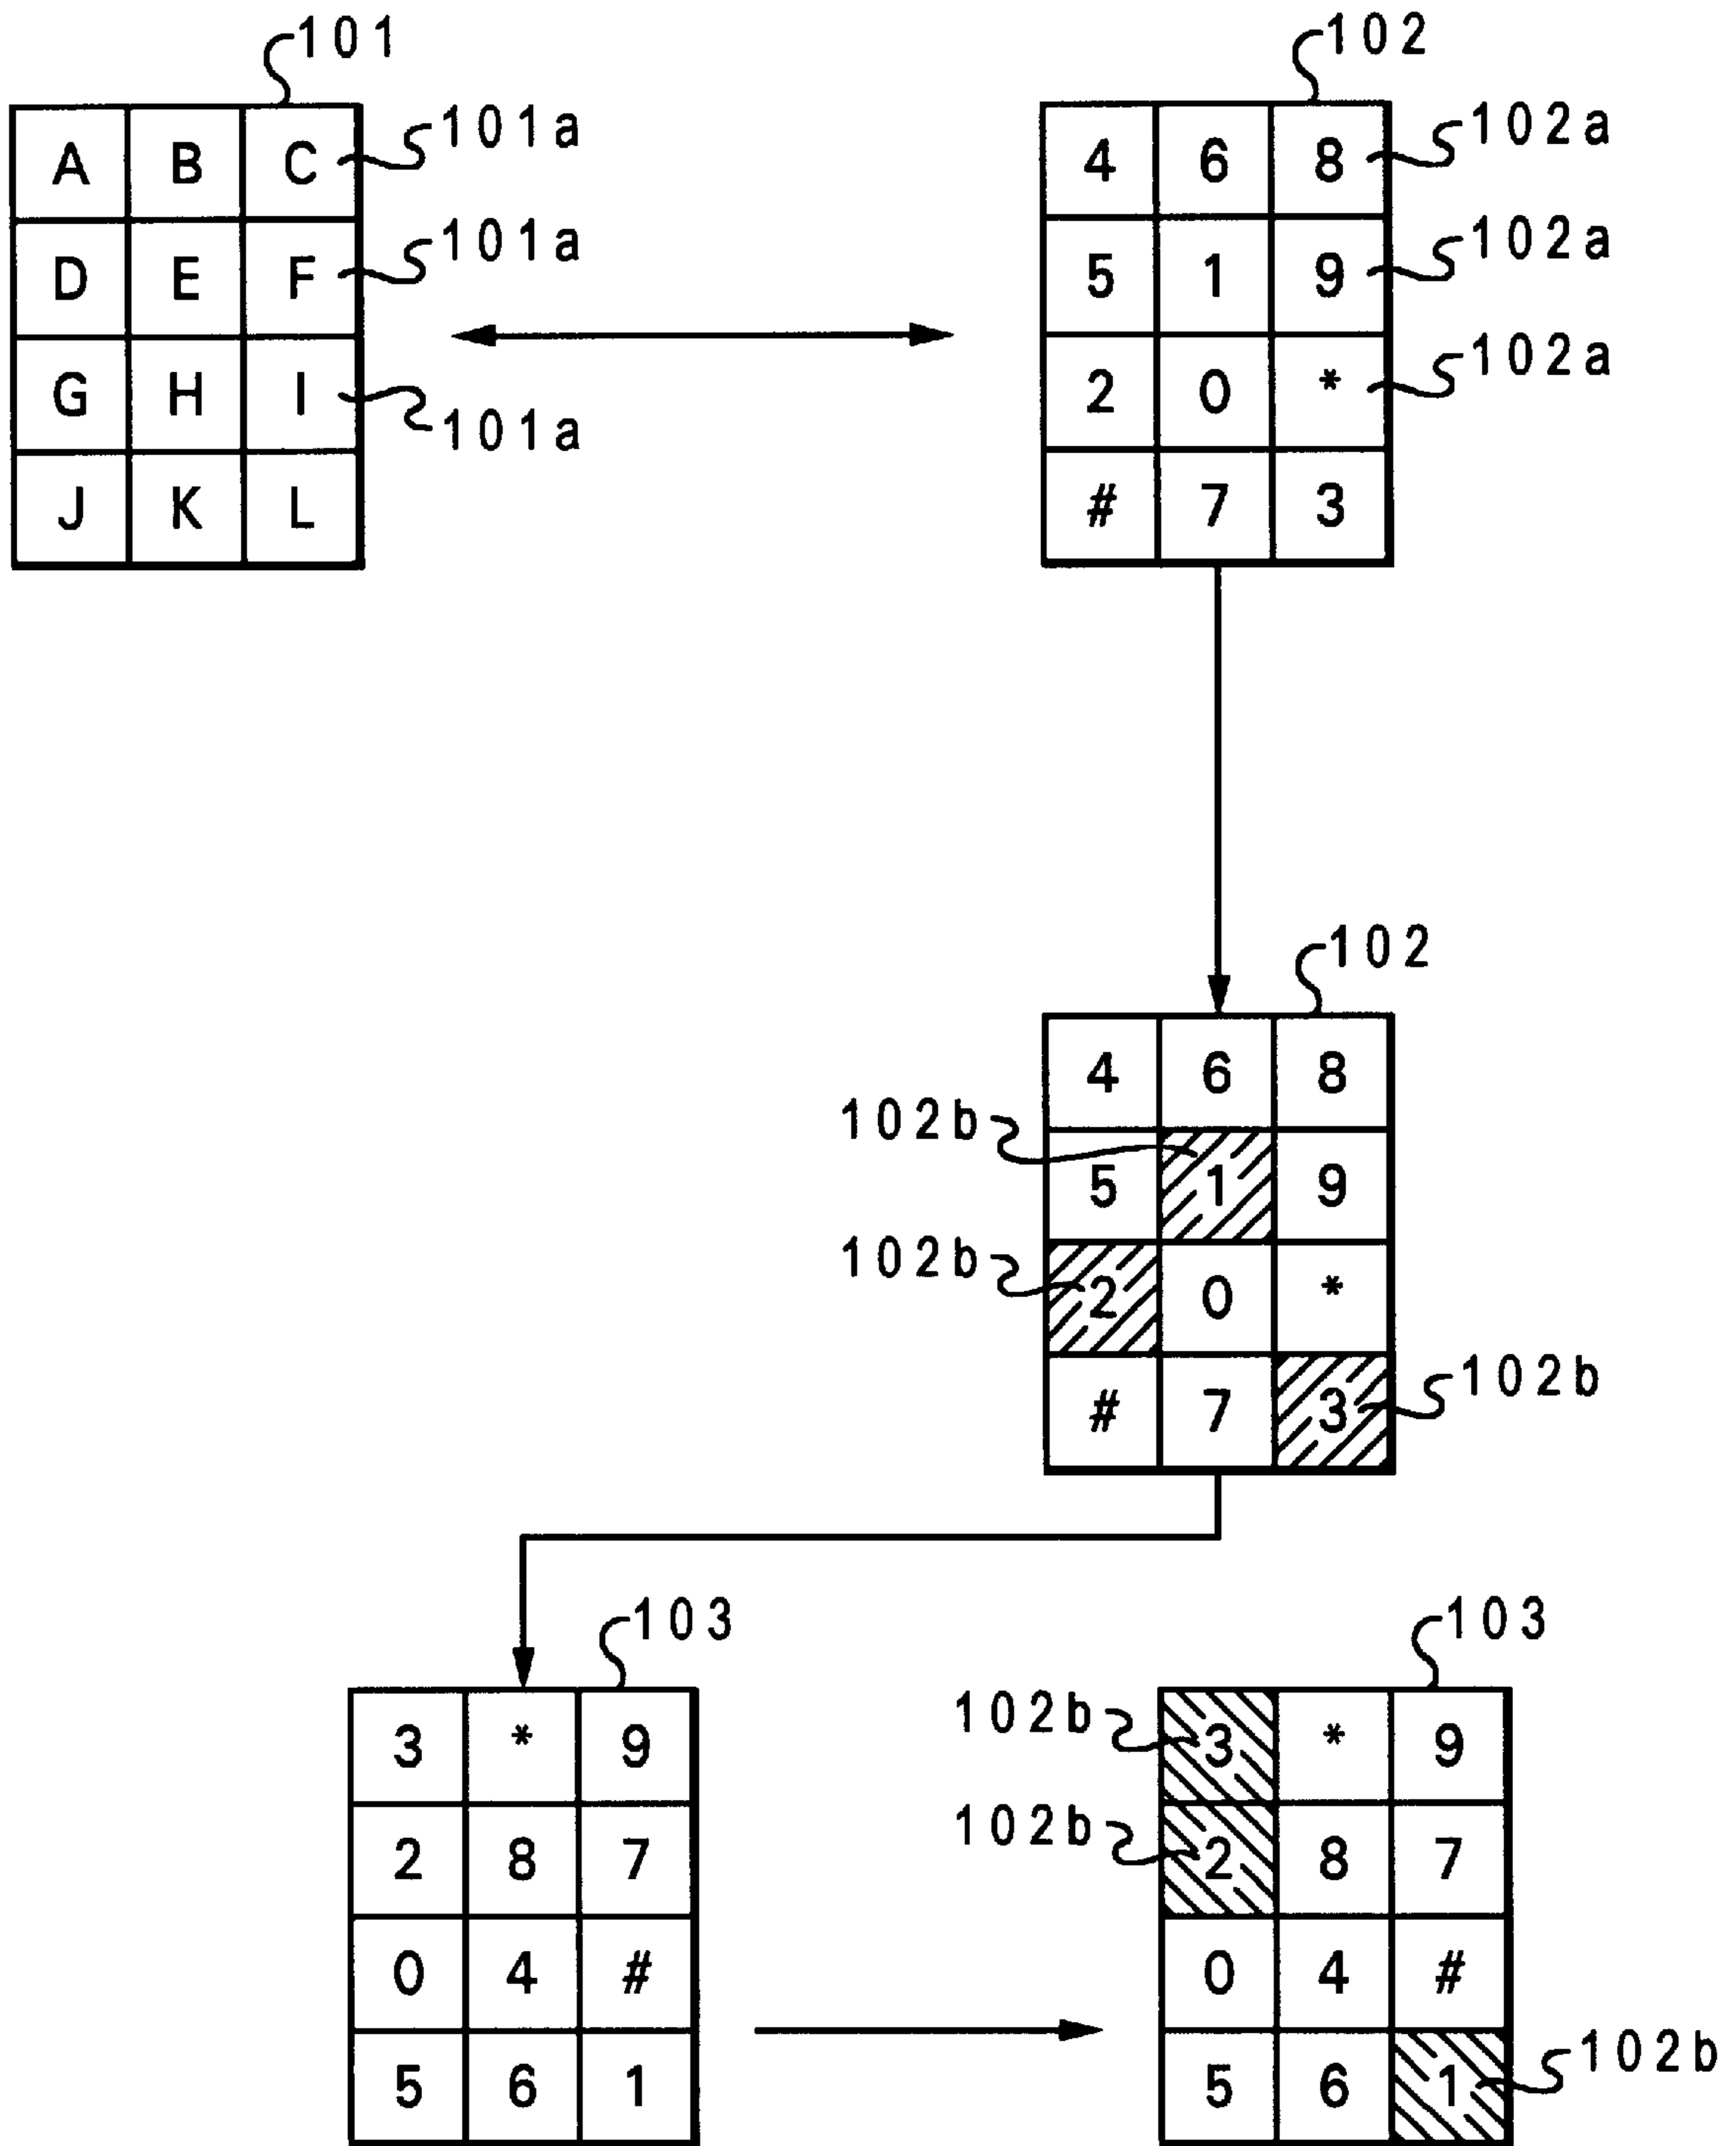 101
A B C 101a
D E F 101a
G H I 101a
J K L
102
4 6 8 102a
5 1 9 102a
2 0 * 102a
# 7 3
102
4 6 8
102b 5 1 9
102b 2 0 *
# 7 3 102b
103
3 * 9
2 8 7
0 4 #
5 6 1
103
102b 3 * 9
102b 2 8 7
0 4 #
5 6 1 102b